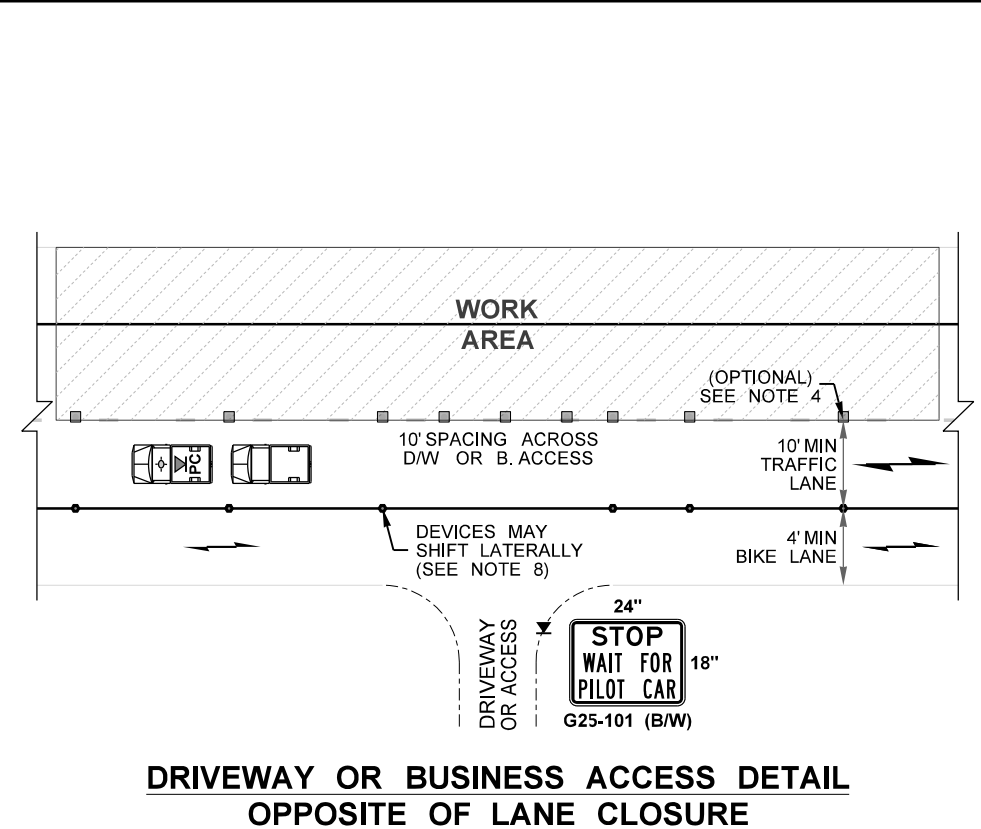 WORK
AREA
(OPTIONAL)
SEE NOTE 4
10' SPACING ACROSS
D/W OR B. ACCESS
10' MIN
TRAFFIC
LANE
PC
DEVICES MAY
SHIFT LATERALLY
(SEE NOTE 8)
4' MIN
BIKE LANE
DRIVEWAY
OR ACCESS
24"
STOP
WAIT FOR
PILOT CAR
18"
G25-101 (B/W)
DRIVEWAY OR BUSINESS ACCESS DETAIL
OPPOSITE OF LANE CLOSURE